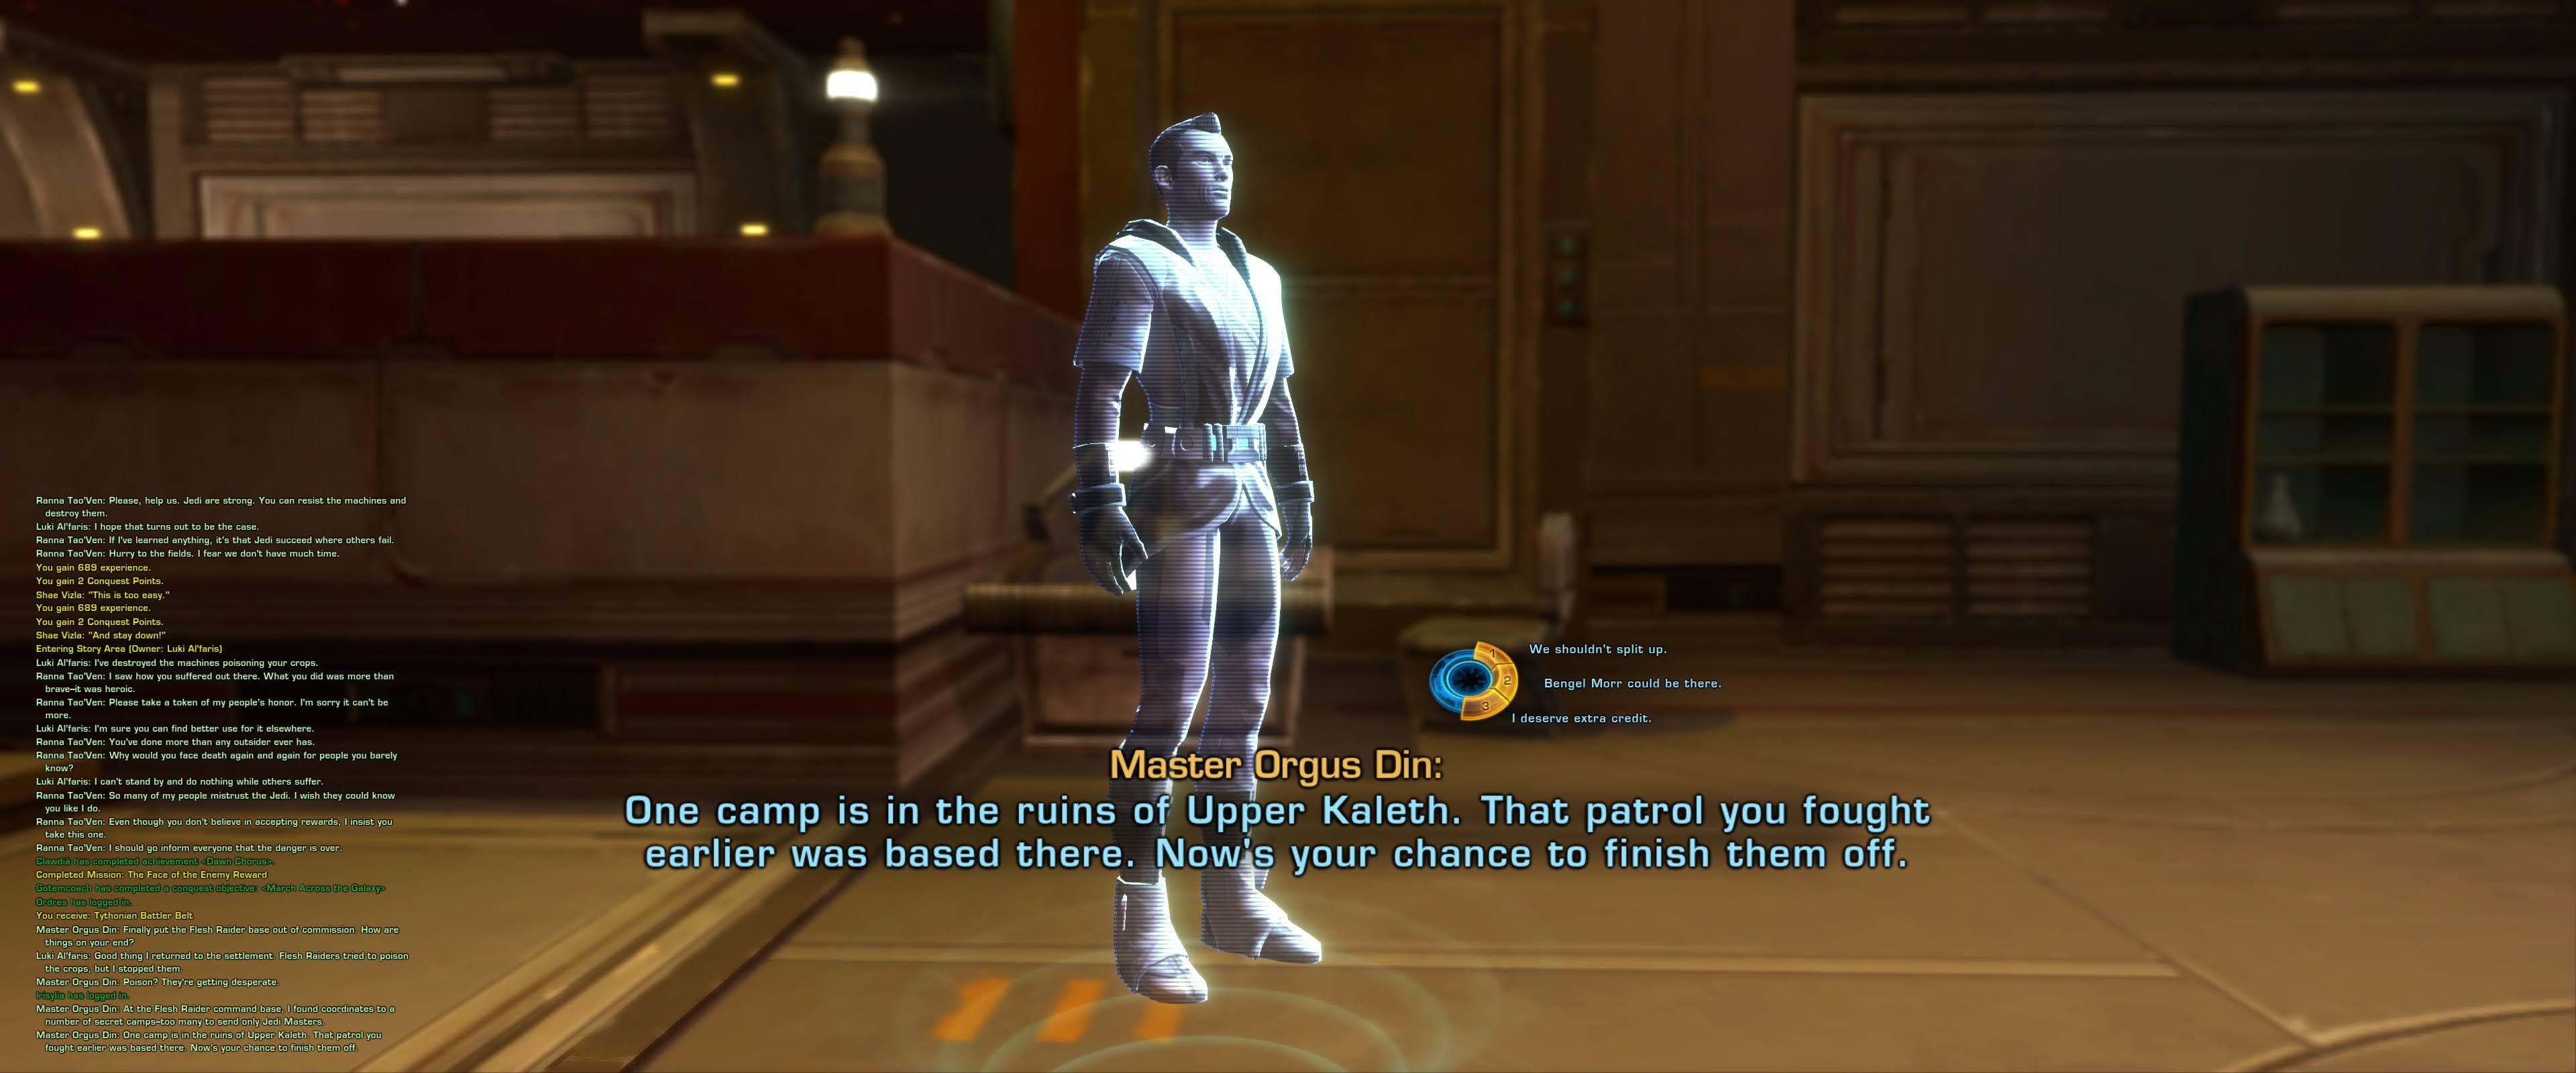 Ranna Tao'Ven: Please, help us. Jedi are strong. You can resist the machines and
destroy them.
Luki Al'faris: I hope that turns out to be the case.
Ranna Tao'Ven: If I've learned anything, it's that Jedi succeed where others fail.
Ranna Tao'Ven: Hurry to the fields. I fear we don't have much time.
You gain 689 experience.
You gain 2 Conquest Points.
Shae Vizla: "This is too easy."
You gain 689 experience.
You gain 2 Conquest Points.
Shae Vizla: "And stay down!"
Entering Story Area (Owner: Luki Al'faris)
Luki Al'faris: I've destroyed the machines poisoning your crops.
Ranna Tao'Ven: I saw how you suffered out there. What you did was more than
brave–it was heroic.
Ranna Tao'Ven: Please take a token of my people's honor. I'm sorry it can't be
more.
Luki Al'faris: I'm sure you can find better use for it elsewhere.
Ranna Tao'Ven: You've done more than any outsider ever has.
Ranna Tao'Ven: Why would you face death again and again for people you barely
know?
Luki Al'faris: I can't stand by and do nothing while others suffer.
Ranna Tao'Ven: So many of my people mistrust the Jedi. I wish they could know
you like I do.
Ranna Tao'Ven: Even though you don't believe in accepting rewards, I insist you
take this one.
Ranna Tao'Ven: I should go inform everyone that the danger is over.
Clawdiâ has completed achievement <Dawn Chorus>.
Completed Mission: The Face of the Enemy Reward
Gotemcoach has completed a conquest objective: <March Across the Galaxy>
Ordres has logged in.
You receive: Tythonian Battler Belt
Master Orgus Din: Finally put the Flesh Raider base out of commission. How are
things on your end?
Luki Al'faris: Good thing I returned to the settlement. Flesh Raiders tried to poison
the crops, but I stopped them.
Master Orgus Din: Poison? They're getting desperate.
Irisylia has logged in.
Master Orgus Din: At the Flesh Raider command base, I found coordinates to a
number of secret camps–too many to send only Jedi Masters.
Master Orgus Din: One camp is in the ruins of Upper Kaleth. That patrol you
fought earlier was based there. Now's your chance to finish them off.
1 We shouldn't split up.
2 Bengel Morr could be there.
3 I deserve extra credit.
Master Orgus Din:
One camp is in the ruins of Upper Kaleth. That patrol you fought
earlier was based there. Now's your chance to finish them off.